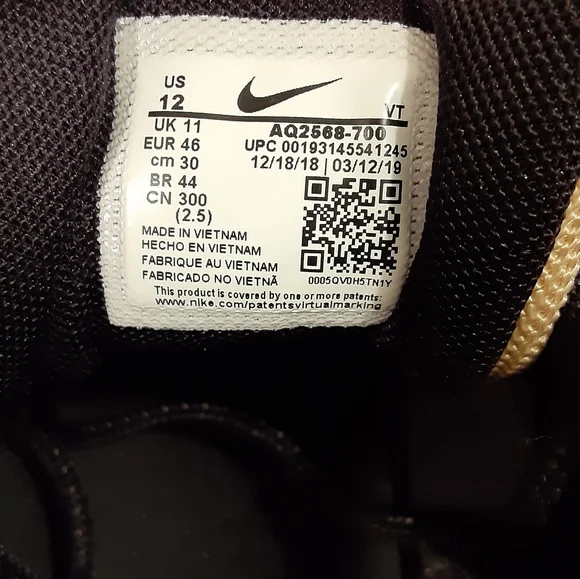 US
12
VT
UK 11
AQ2568-700
EUR 46
UPC 00193145541245
cm 30
12/18/18 | 03/12/19
BR 44
CN 300
(2.5)
MADE IN VIETNAM
HECHO EN VIETNAM
FABRIQUE AU VIETNAM
FABRICADO NO VIETNÃ
0005QV0H5TN1Y
This product is covered by one or more patents:
www.nike.com/patentsvirtualmarking